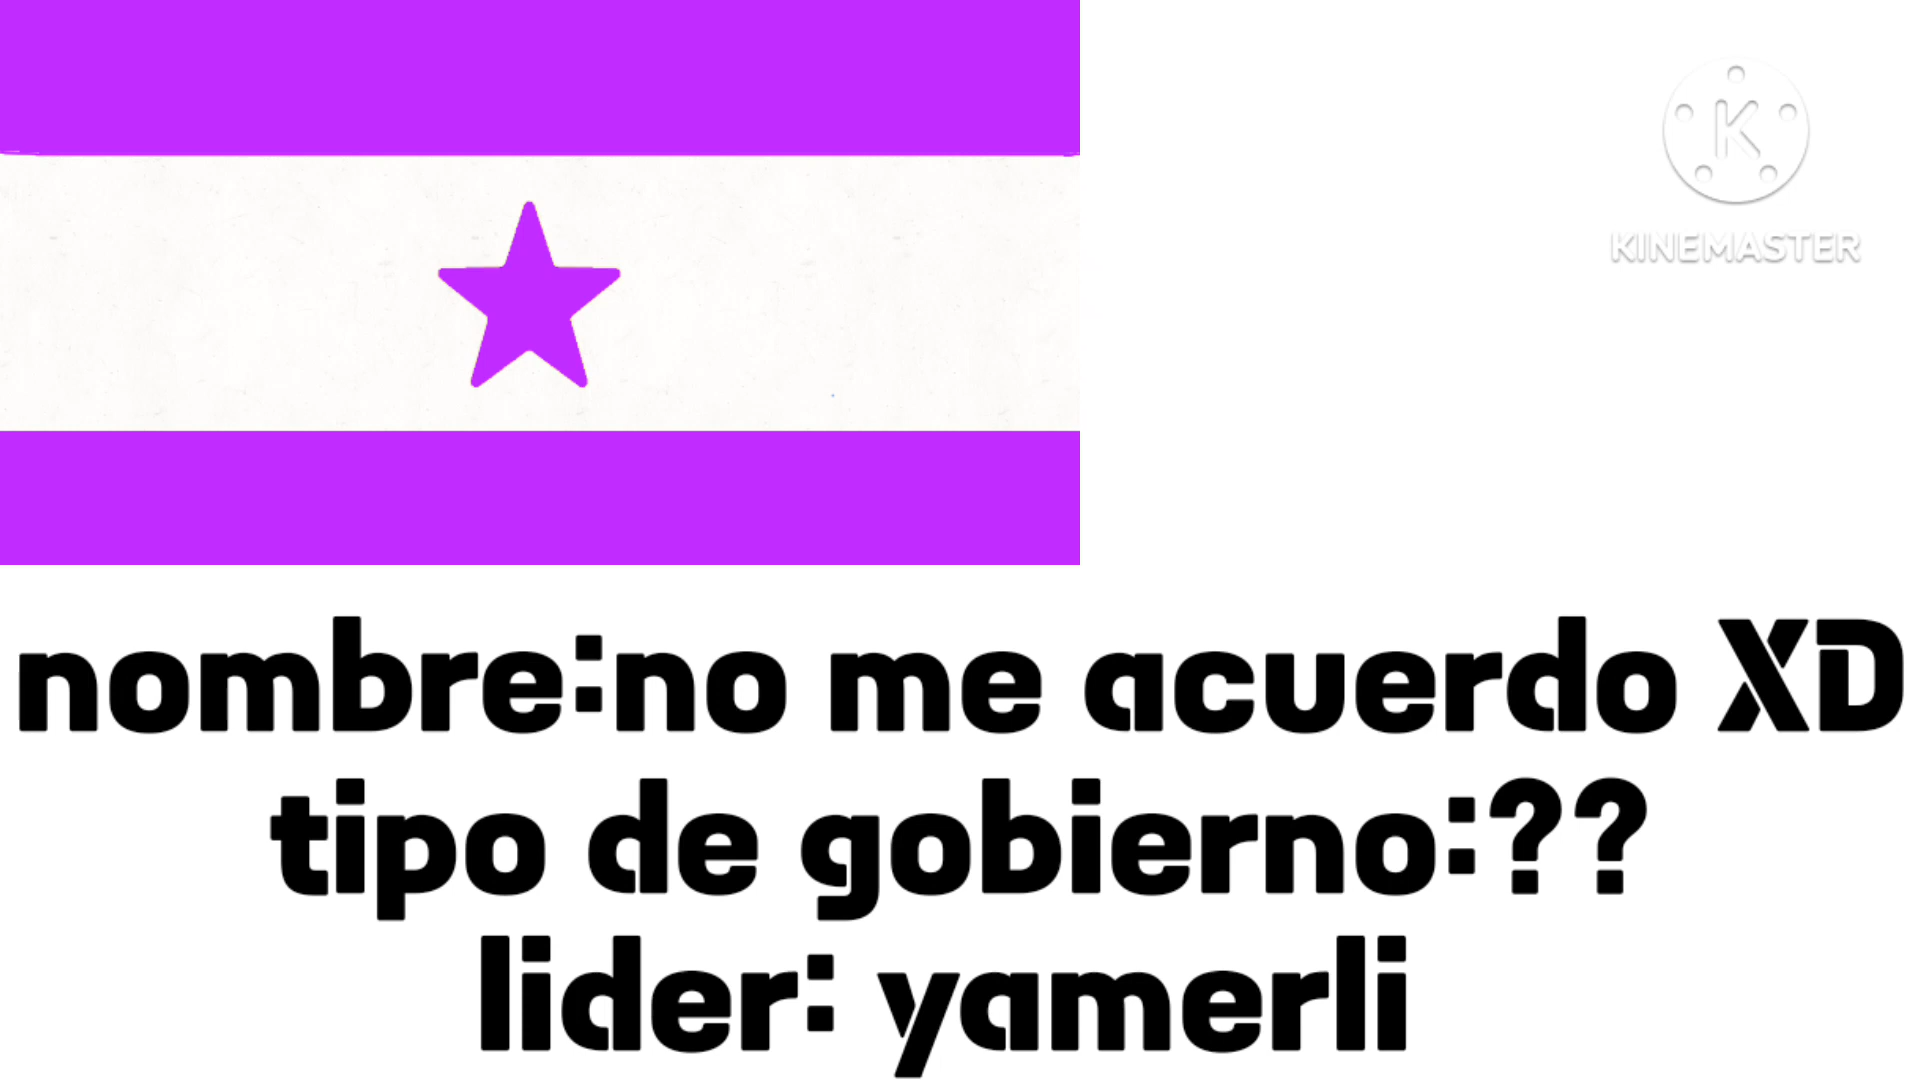 K
KINEMASTER
nombre:no me acuerdo XD
tipo de gobierno:??
lider: yamerli